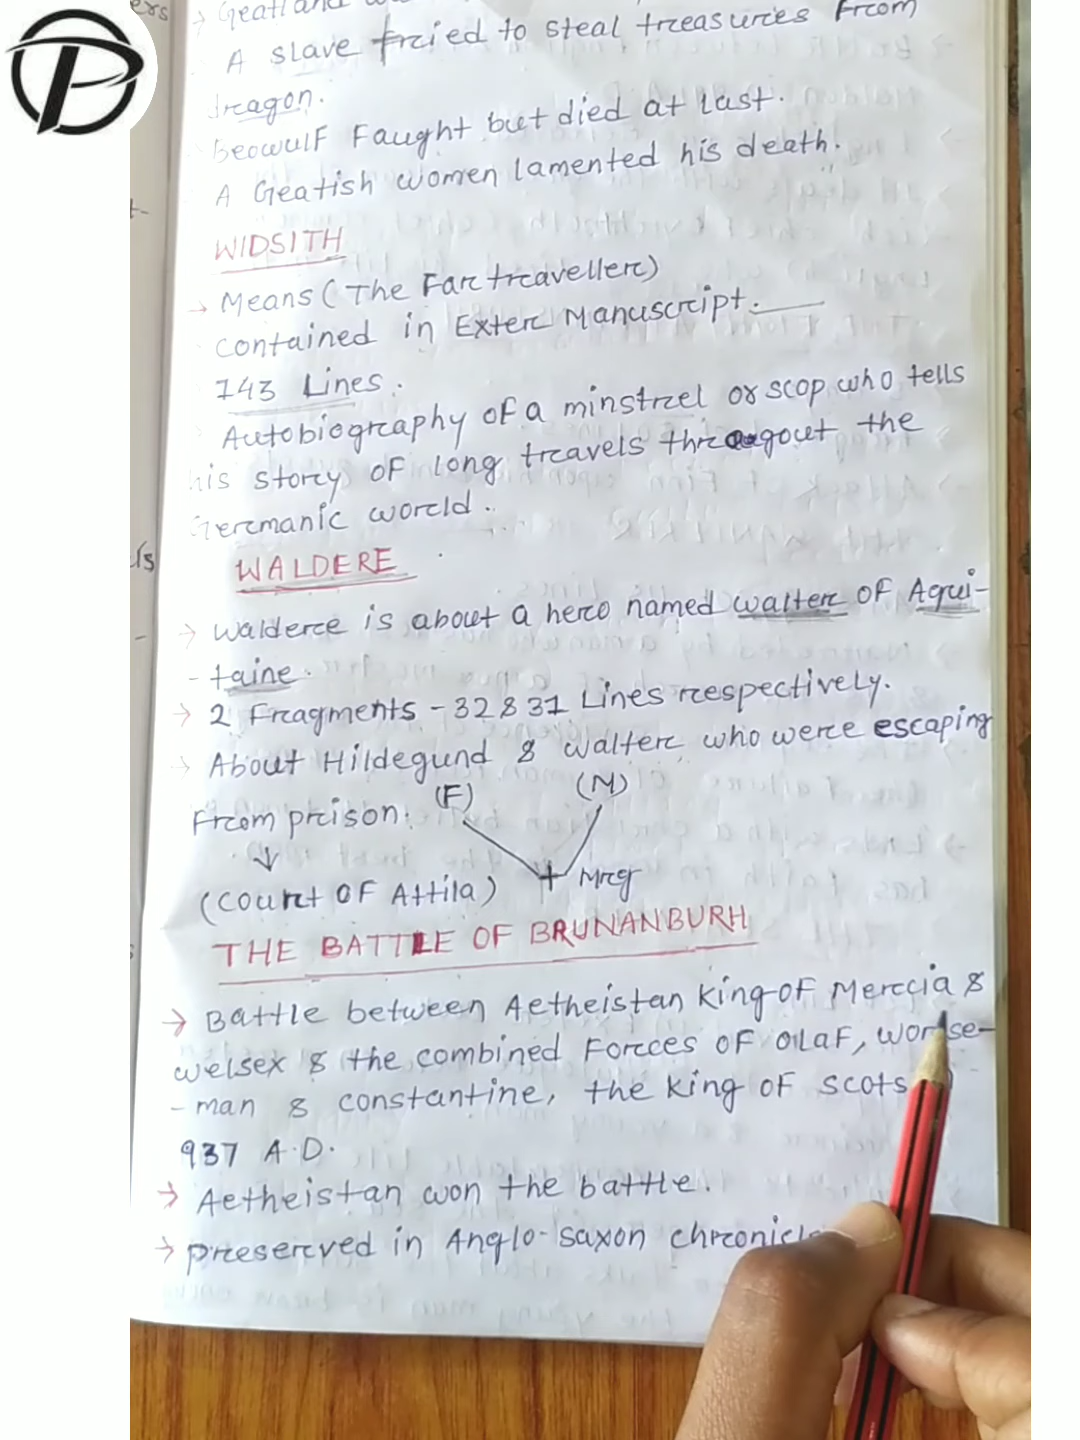 ers
→ Geatland
A slave tried to steal treasures from
dragon.
Beowulf Faught but died at last.
A Geatish women lamented his death.
WIDSITH
→ Means (The Far traveller)
contained in Exter Manuscript.
143 Lines.
Autobiography of a minstrel or scop who tells
his story of long travels througout the
Germanic world.
WALDERE
→ Waldere is about a hero named walter of Aqui-
- taine.
→ 2 Fragments - 32 & 31 Lines respectively.
→ About Hildegund & walter who were escaping
From prison. (F) (M)
↓
(Court OF Attila) + Mrg
THE BATTLE OF BRUNANBURH
→ Battle between Aetheistan King of Mercia &
welsex & the combined Forces OF OlaF, Worse-
- man & constantine, the King OF Scots
937 A.D.
→ Aetheistan won the battle.
→ preserved in Anglo-Saxon